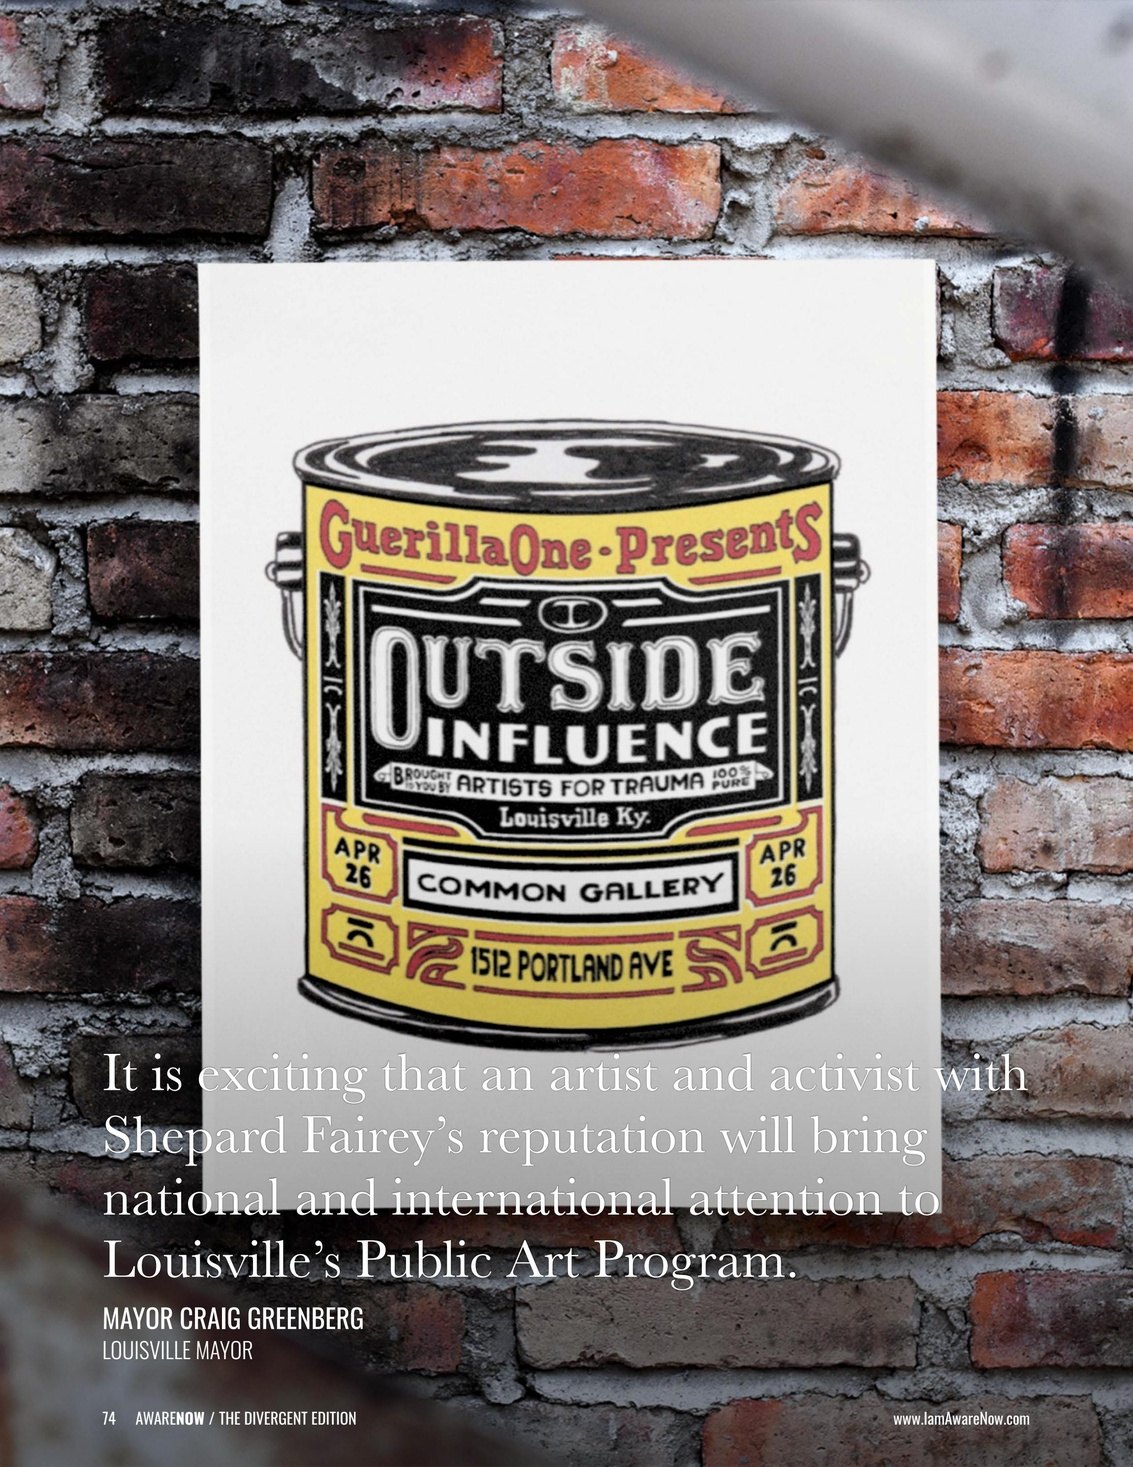 GuerillaOne - Presents
OUTSIDE
INFLUENCE
BROUGHT TO YOU BY ARTISTS FOR TRAUMA 100% PURE
Louisville Ky.
APR 26
APR 26
COMMON GALLERY
1512 PORTLAND AVE
It is exciting that an artist and activist with
Shepard Fairey’s reputation will bring
national and international attention to
Louisville’s Public Art Program.
MAYOR CRAIG GREENBERG
LOUISVILLE MAYOR
74 AWARENOW / THE DIVERGENT EDITION
www.IamAwareNow.com